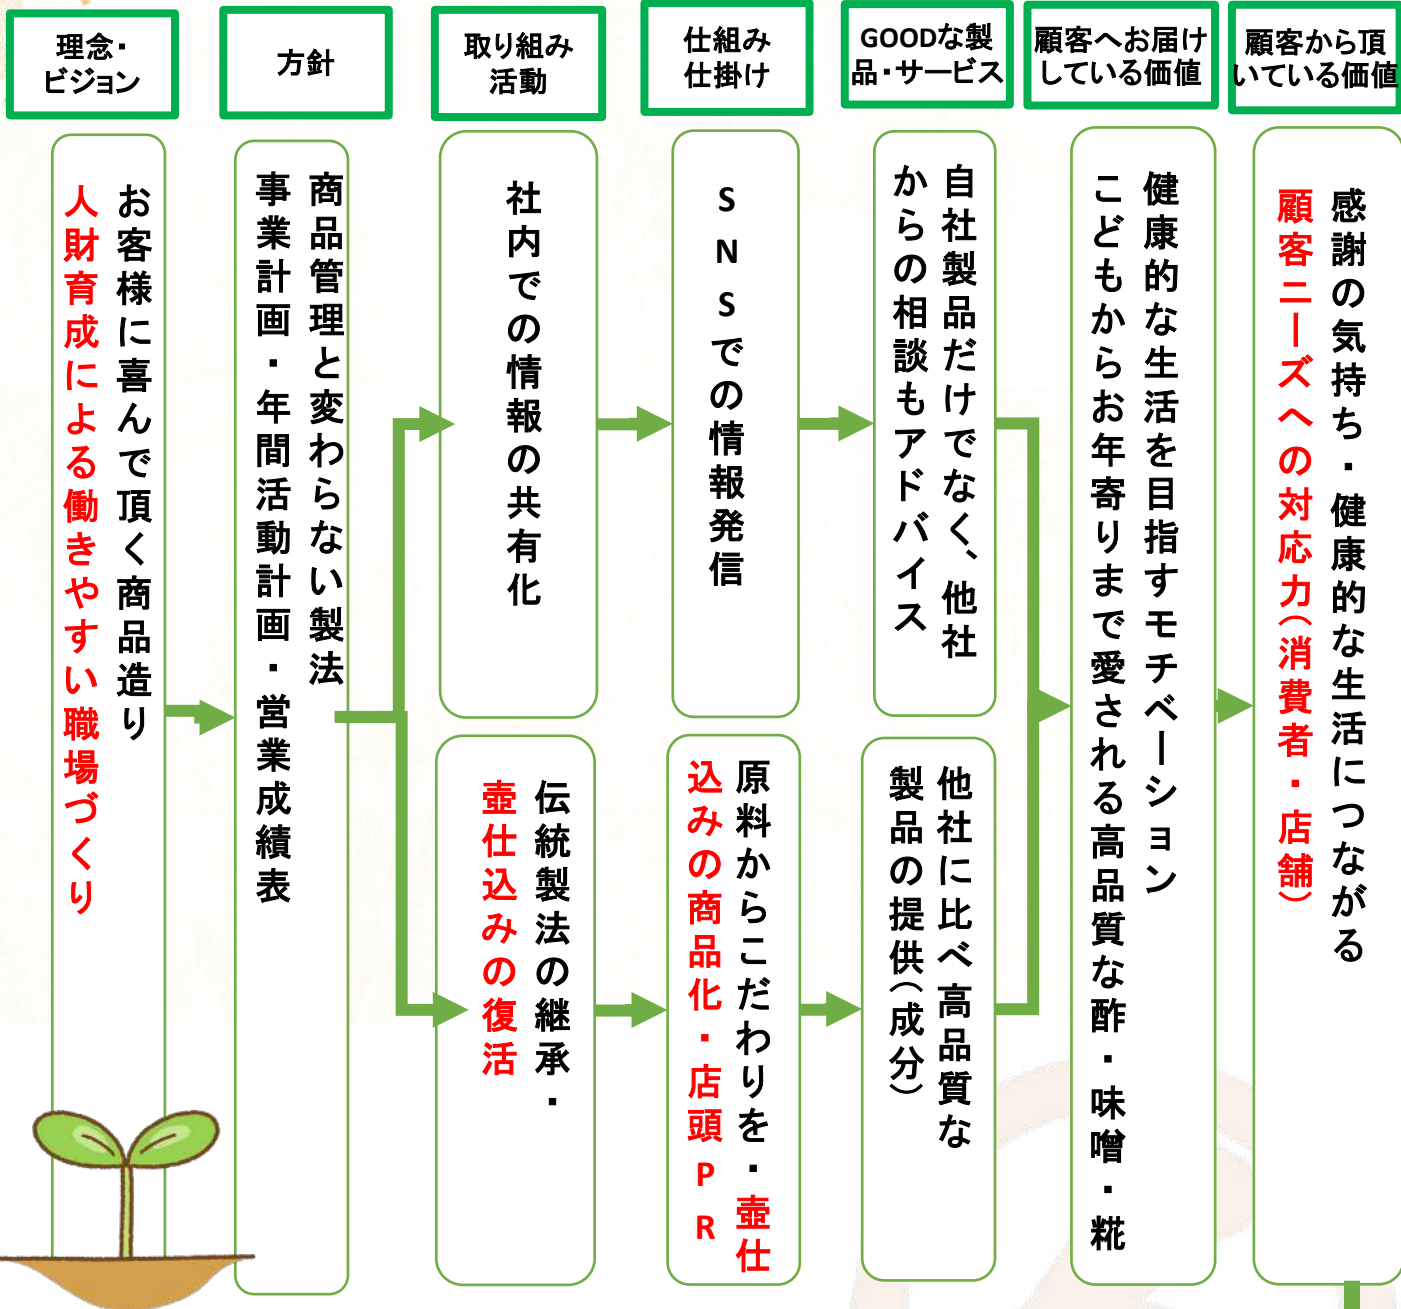 理念・
ビジョン
方針
取り組み
活動
仕組み
仕掛け
GOODな製
品・サービス
顧客へお届け
している価値
顧客から頂
いている価値
お客様に喜んで頂く商品造り
人財育成による働きやすい職場づくり
商品管理と変わらない製法
事業計画・年間活動計画・営業成績表
社内での情報の共有化
SNSでの情報発信
自社製品だけでなく、他社
からの相談もアドバイス
伝統製法の継承・
壺仕込みの復活
原料からこだわりを・壺仕
込みの商品化・店頭PR
他社に比べ高品質な
製品の提供(成分)
健康的な生活を目指すモチベーション
こどもからお年寄りまで愛される高品質な酢・味噌・糀
感謝の気持ち・健康的な生活につながる
顧客ニーズへの対応力(消費者・店舗)